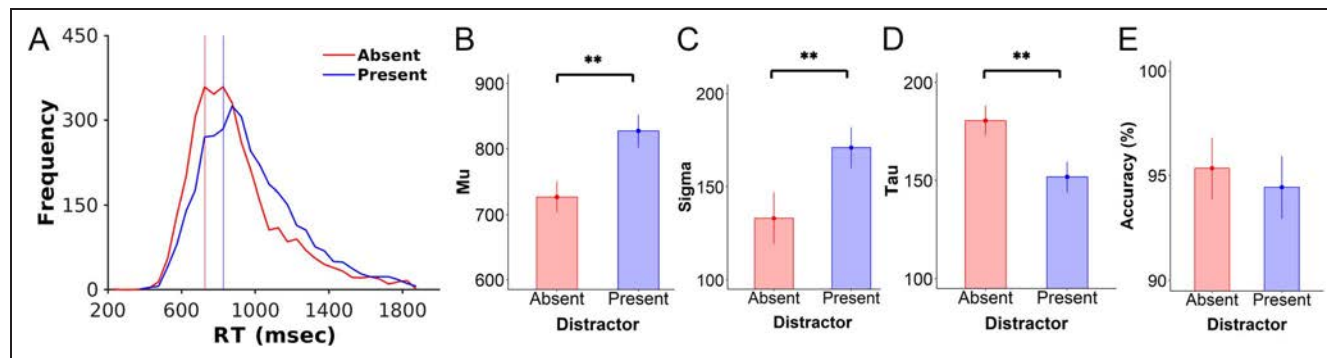 A
450
300
150
0
Frequency
200 600 1000 1400 1800
RT (msec)
Absent
Present
B
**
900
800
700
600
Mu
Absent Present
Distractor
C
**
200
150
100
Sigma
Absent Present
Distractor
D
**
200
150
100
Tau
Absent Present
Distractor
E
100
95
90
Accuracy (%)
Absent Present
Distractor